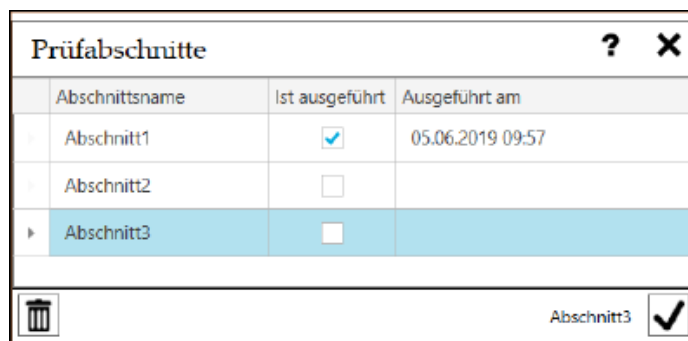 Prüfabschnitte ?
Abschnittsname Ist ausgeführt Ausgeführt am
Abschnitt1 05.06.2019 09:57
Abschnitt2
Abschnitt3
Abschnitt3